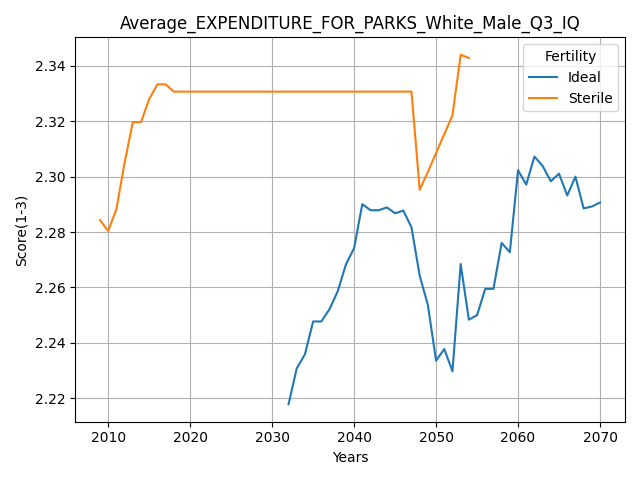 Average_EXPENDITURE_FOR_PARKS_White_Male_Q3_IQ
Fertility
Ideal
Sterile
Score(1-3)
2.34
2.32
2.30
2.28
2.26
2.24
2.22
2010 2020 2030 2040 2050 2060 2070
Years